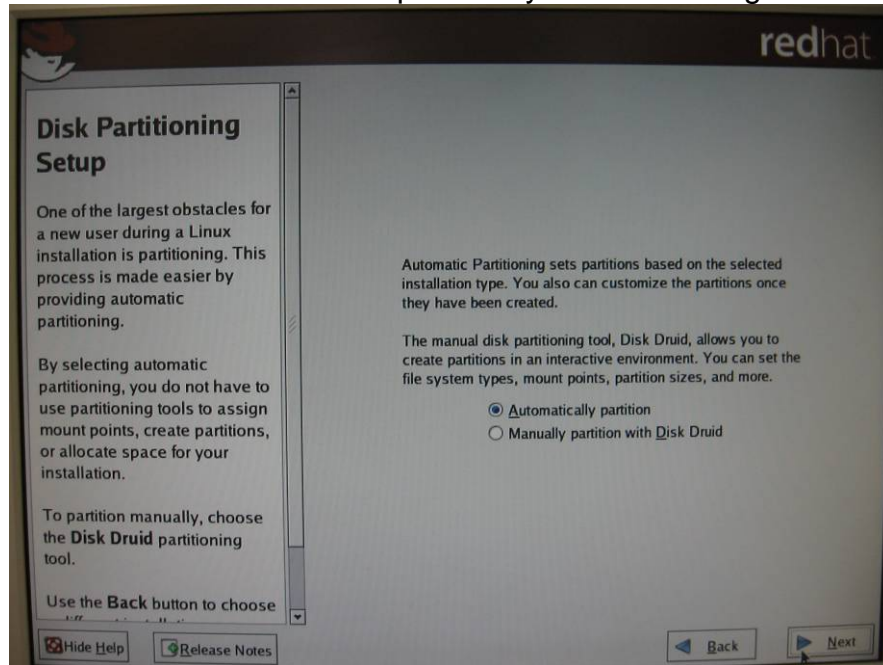 redhat
Disk Partitioning
Setup
One of the largest obstacles for
a new user during a Linux
installation is partitioning. This
process is made easier by
providing automatic
partitioning.
By selecting automatic
partitioning, you do not have to
use partitioning tools to assign
mount points, create partitions,
or allocate space for your
installation.
To partition manually, choose
the Disk Druid partitioning
tool.
Use the Back button to choose
Automatic Partitioning sets partitions based on the selected
installation type. You also can customize the partitions once
they have been created.
The manual disk partitioning tool, Disk Druid, allows you to
create partitions in an interactive environment. You can set the
file system types, mount points, partition sizes, and more.
Automatically partition
Manually partition with Disk Druid
Hide Help
Release Notes
Back
Next